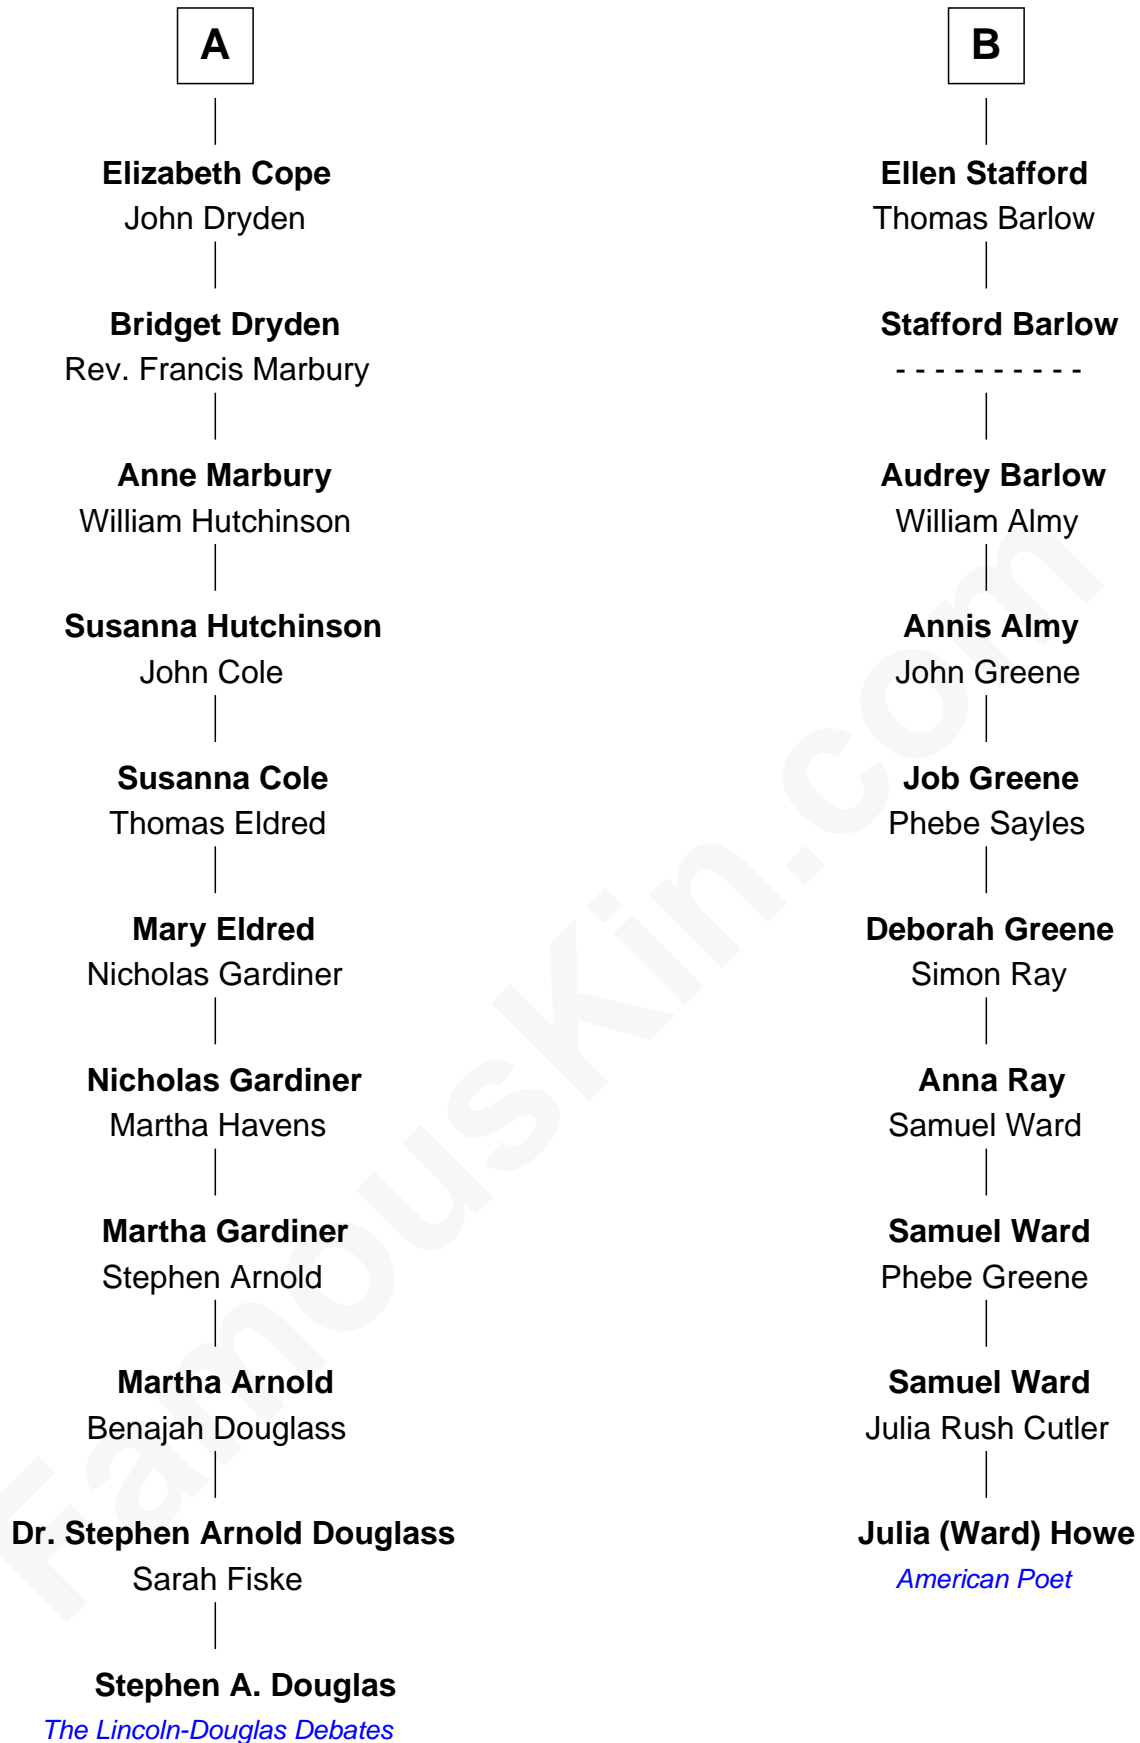 A
Elizabeth Cope
John Dryden
Bridget Dryden
Rev. Francis Marbury
Anne Marbury
William Hutchinson
Susanna Hutchinson
John Cole
Susanna Cole
Thomas Eldred
Mary Eldred
Nicholas Gardiner
Nicholas Gardiner
Martha Havens
Martha Gardiner
Stephen Arnold
Martha Arnold
Benajah Douglass
Dr. Stephen Arnold Douglass
Sarah Fiske
Stephen A. Douglas
The Lincoln-Douglas Debates
B
Ellen Stafford
Thomas Barlow
Stafford Barlow
- - - - - - - - - -
Audrey Barlow
William Almy
Annis Almy
John Greene
Job Greene
Phebe Sayles
Deborah Greene
Simon Ray
Anna Ray
Samuel Ward
Samuel Ward
Phebe Greene
Samuel Ward
Julia Rush Cutler
Julia (Ward) Howe
American Poet
FamousKin.com